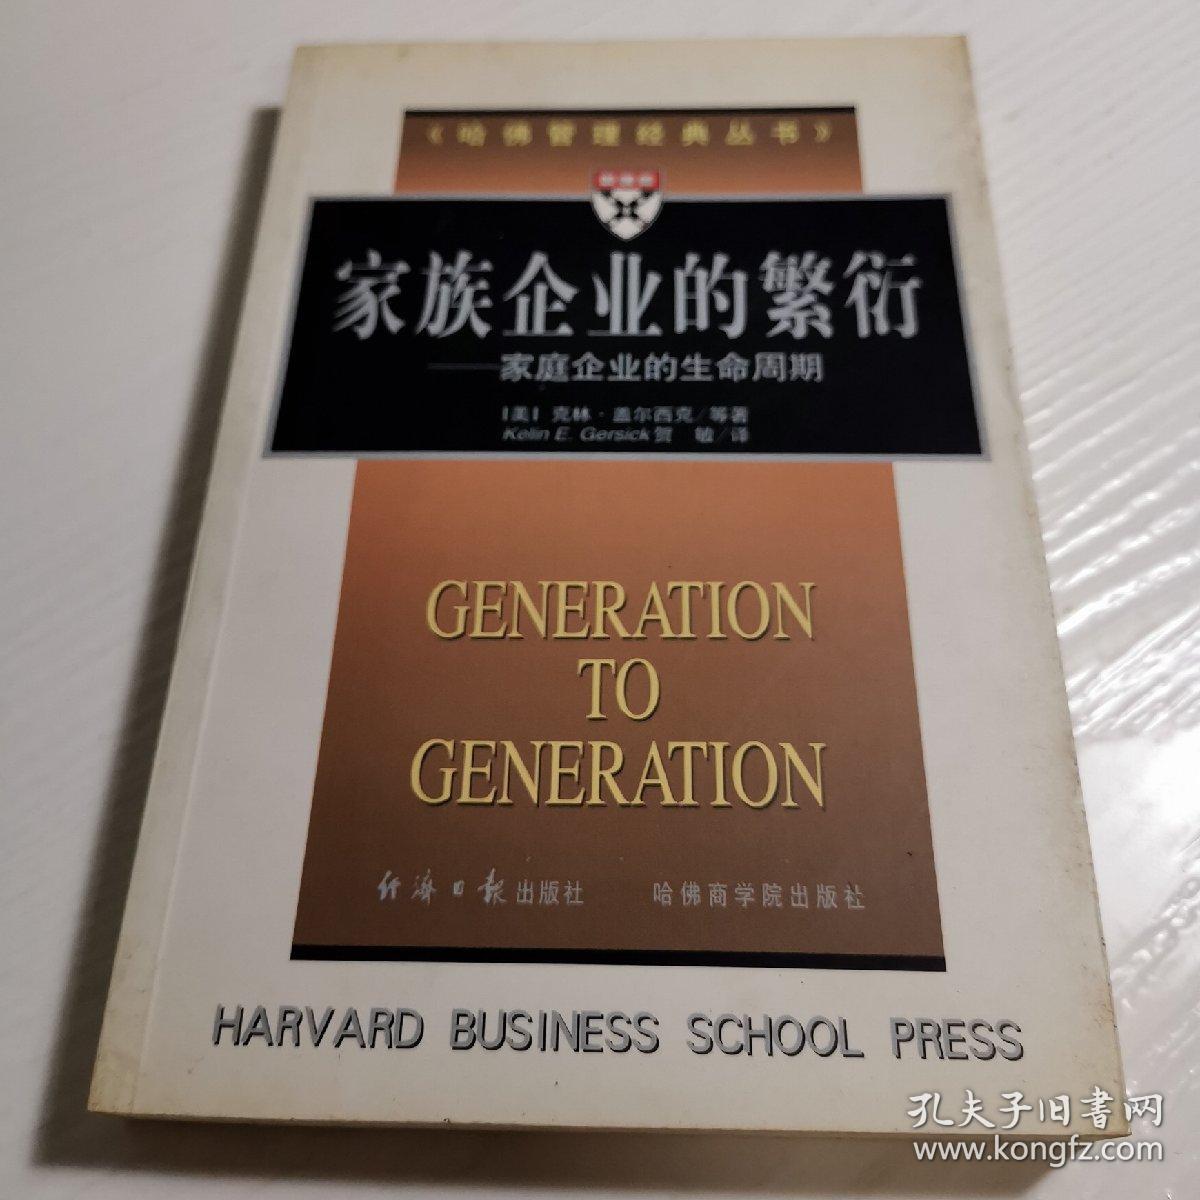 《哈佛管理经典丛书》
家族企业的繁衍
——家庭企业的生命周期
[美] 克林·盖尔西克/等著
Kelin E. Gersick 贺 敏/译
GENERATION
TO
GENERATION
经济日报出版社 哈佛商学院出版社
HARVARD BUSINESS SCHOOL PRESS
孔夫子旧書网
www.kongfz.com